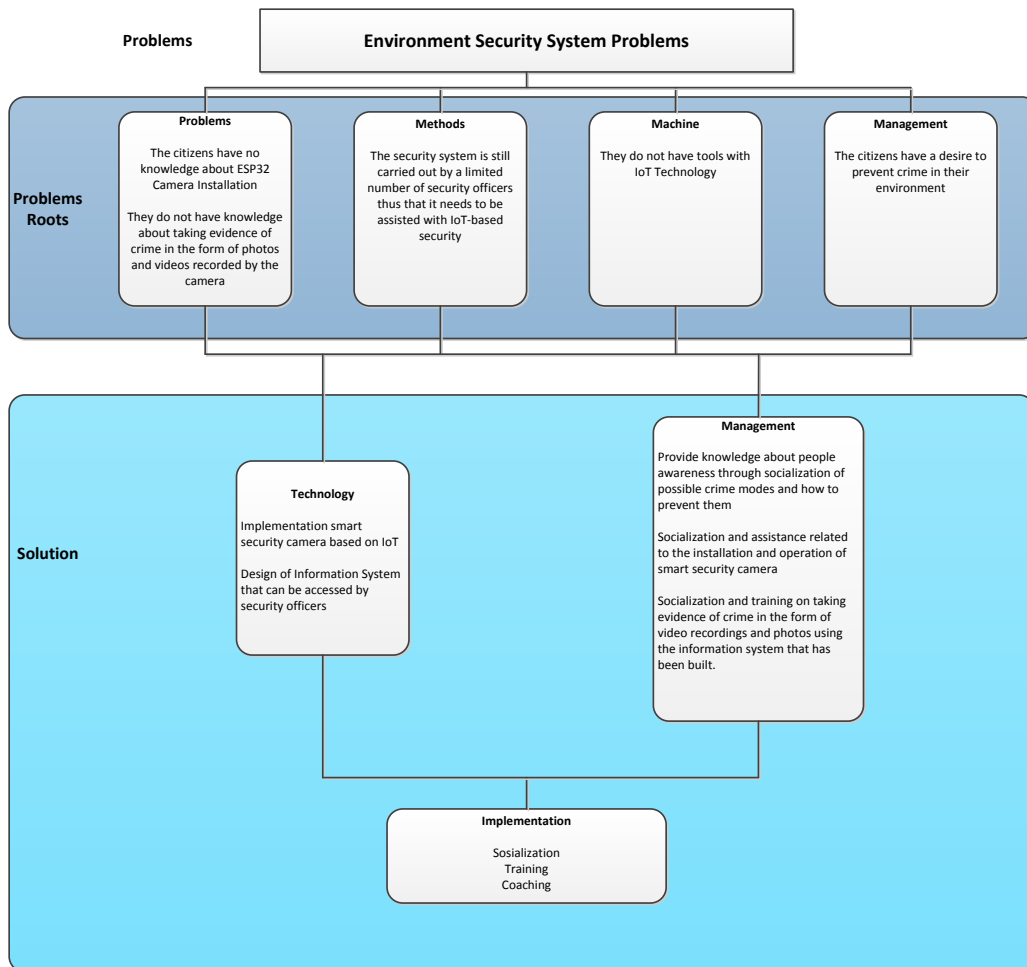 Problems
Environment Security System Problems
Problems
Roots
Problems
The citizens have no
knowledge about ESP32
Camera Installation
They do not have knowledge
about taking evidence of
crime in the form of photos
and videos recorded by the
camera
Methods
The security system is still
carried out by a limited
number of security officers
thus that it needs to be
assisted with IoT-based
security
Machine
They do not have tools with
IoT Technology
Management
The citizens have a desire to
prevent crime in their
environment
Solution
Technology
Implementation smart
security camera based on IoT
Design of Information System
that can be accessed by
security officers
Management
Provide knowledge about people
awareness through socialization of
possible crime modes and how to
prevent them
Socialization and assistance related
to the installation and operation of
smart security camera
Socialization and training on taking
evidence of crime in the form of
video recordings and photos using
the information system that has
been built.
Implementation
Sosialization
Training
Coaching